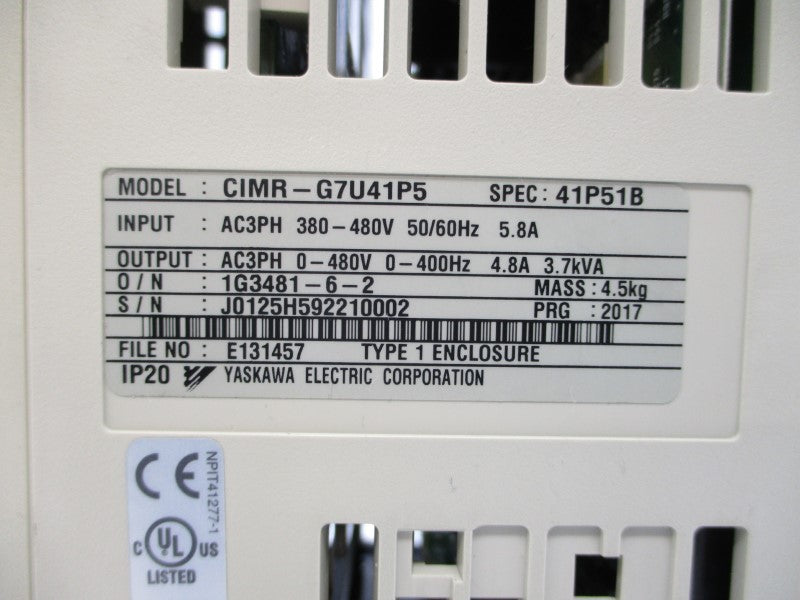 MODEL : CIMR-G7U41P5 SPEC: 41P51B
INPUT : AC3PH 380-480V 50/60Hz 5.8A
OUTPUT : AC3PH 0-480V 0-400Hz 4.8A 3.7kVA
O/N : 1G3481-6-2 MASS : 4.5kg
S/N : J0125H592210002 PRG : 2017
FILE NO : E131457 TYPE 1 ENCLOSURE
IP20 YASKAWA ELECTRIC CORPORATION
CE
NPIT41277-1
C UL US
LISTED